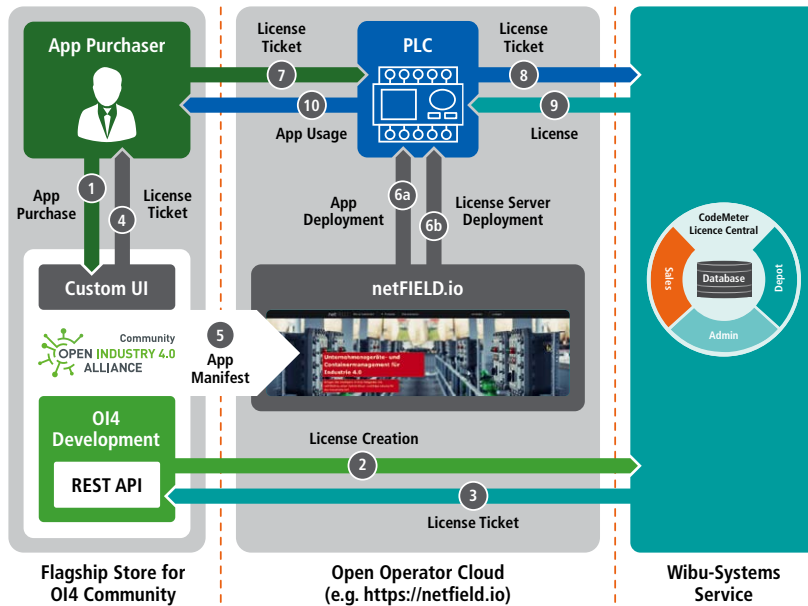 App Purchaser
License
Ticket
7
PLC
License
Ticket
8
10
App Usage
9
License
1
App
Purchase
4
License
Ticket
6a
App
Deployment
6b
License Server
Deployment
CodeMeter
Licence Central
Sales
Database
Depot
Admin
Custom UI
netFIELD.io
Community
OPEN INDUSTRY 4.0
ALLIANCE
5
App
Manifest
Unternehmensgeräte- und
Containermanagement für
Industrie 4.0
OI4
Development
REST API
License Creation
2
3
License Ticket
Flagship Store for
OI4 Community
Open Operator Cloud
(e.g. https://netfield.io)
Wibu-Systems
Service